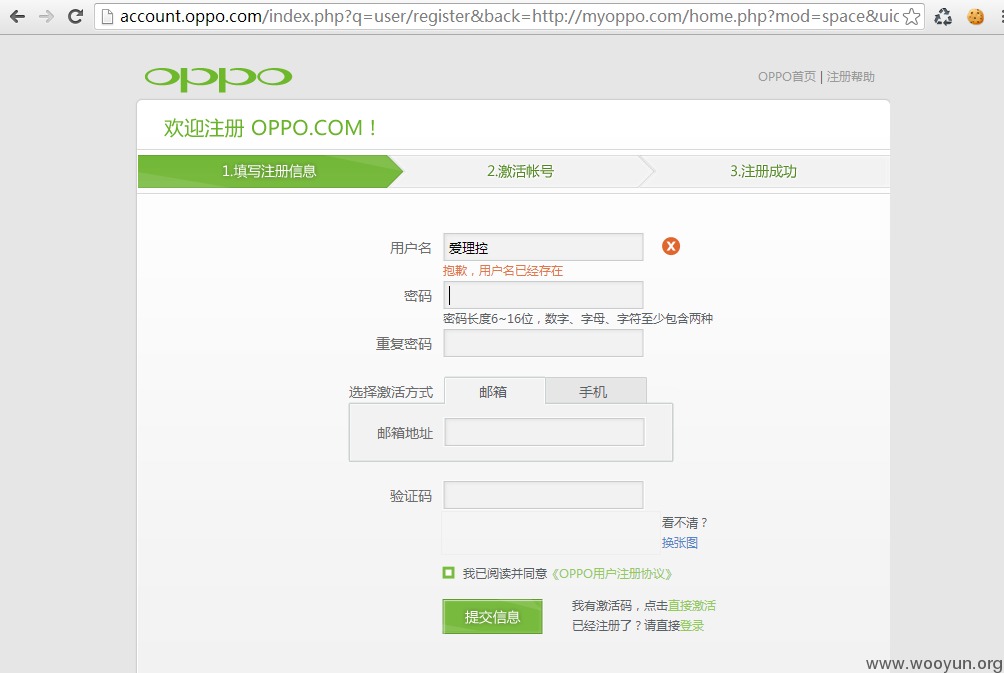 account.oppo.com/index.php?q=user/register&back=http://myoppo.com/home.php?mod=space&uic
oppo
OPPO首页 | 注册帮助
欢迎注册 OPPO.COM！
1.填写注册信息 2.激活帐号 3.注册成功
用户名 爱理控
抱歉，用户名已经存在
密码
密码长度6~16位，数字、字母、字符至少包含两种
重复密码
选择激活方式 邮箱 手机
邮箱地址
验证码
看不清？
换张图
我已阅读并同意《OPPO用户注册协议》
提交信息
我有激活码，点击直接激活
已经注册了？请直接登录
www.wooyun.org